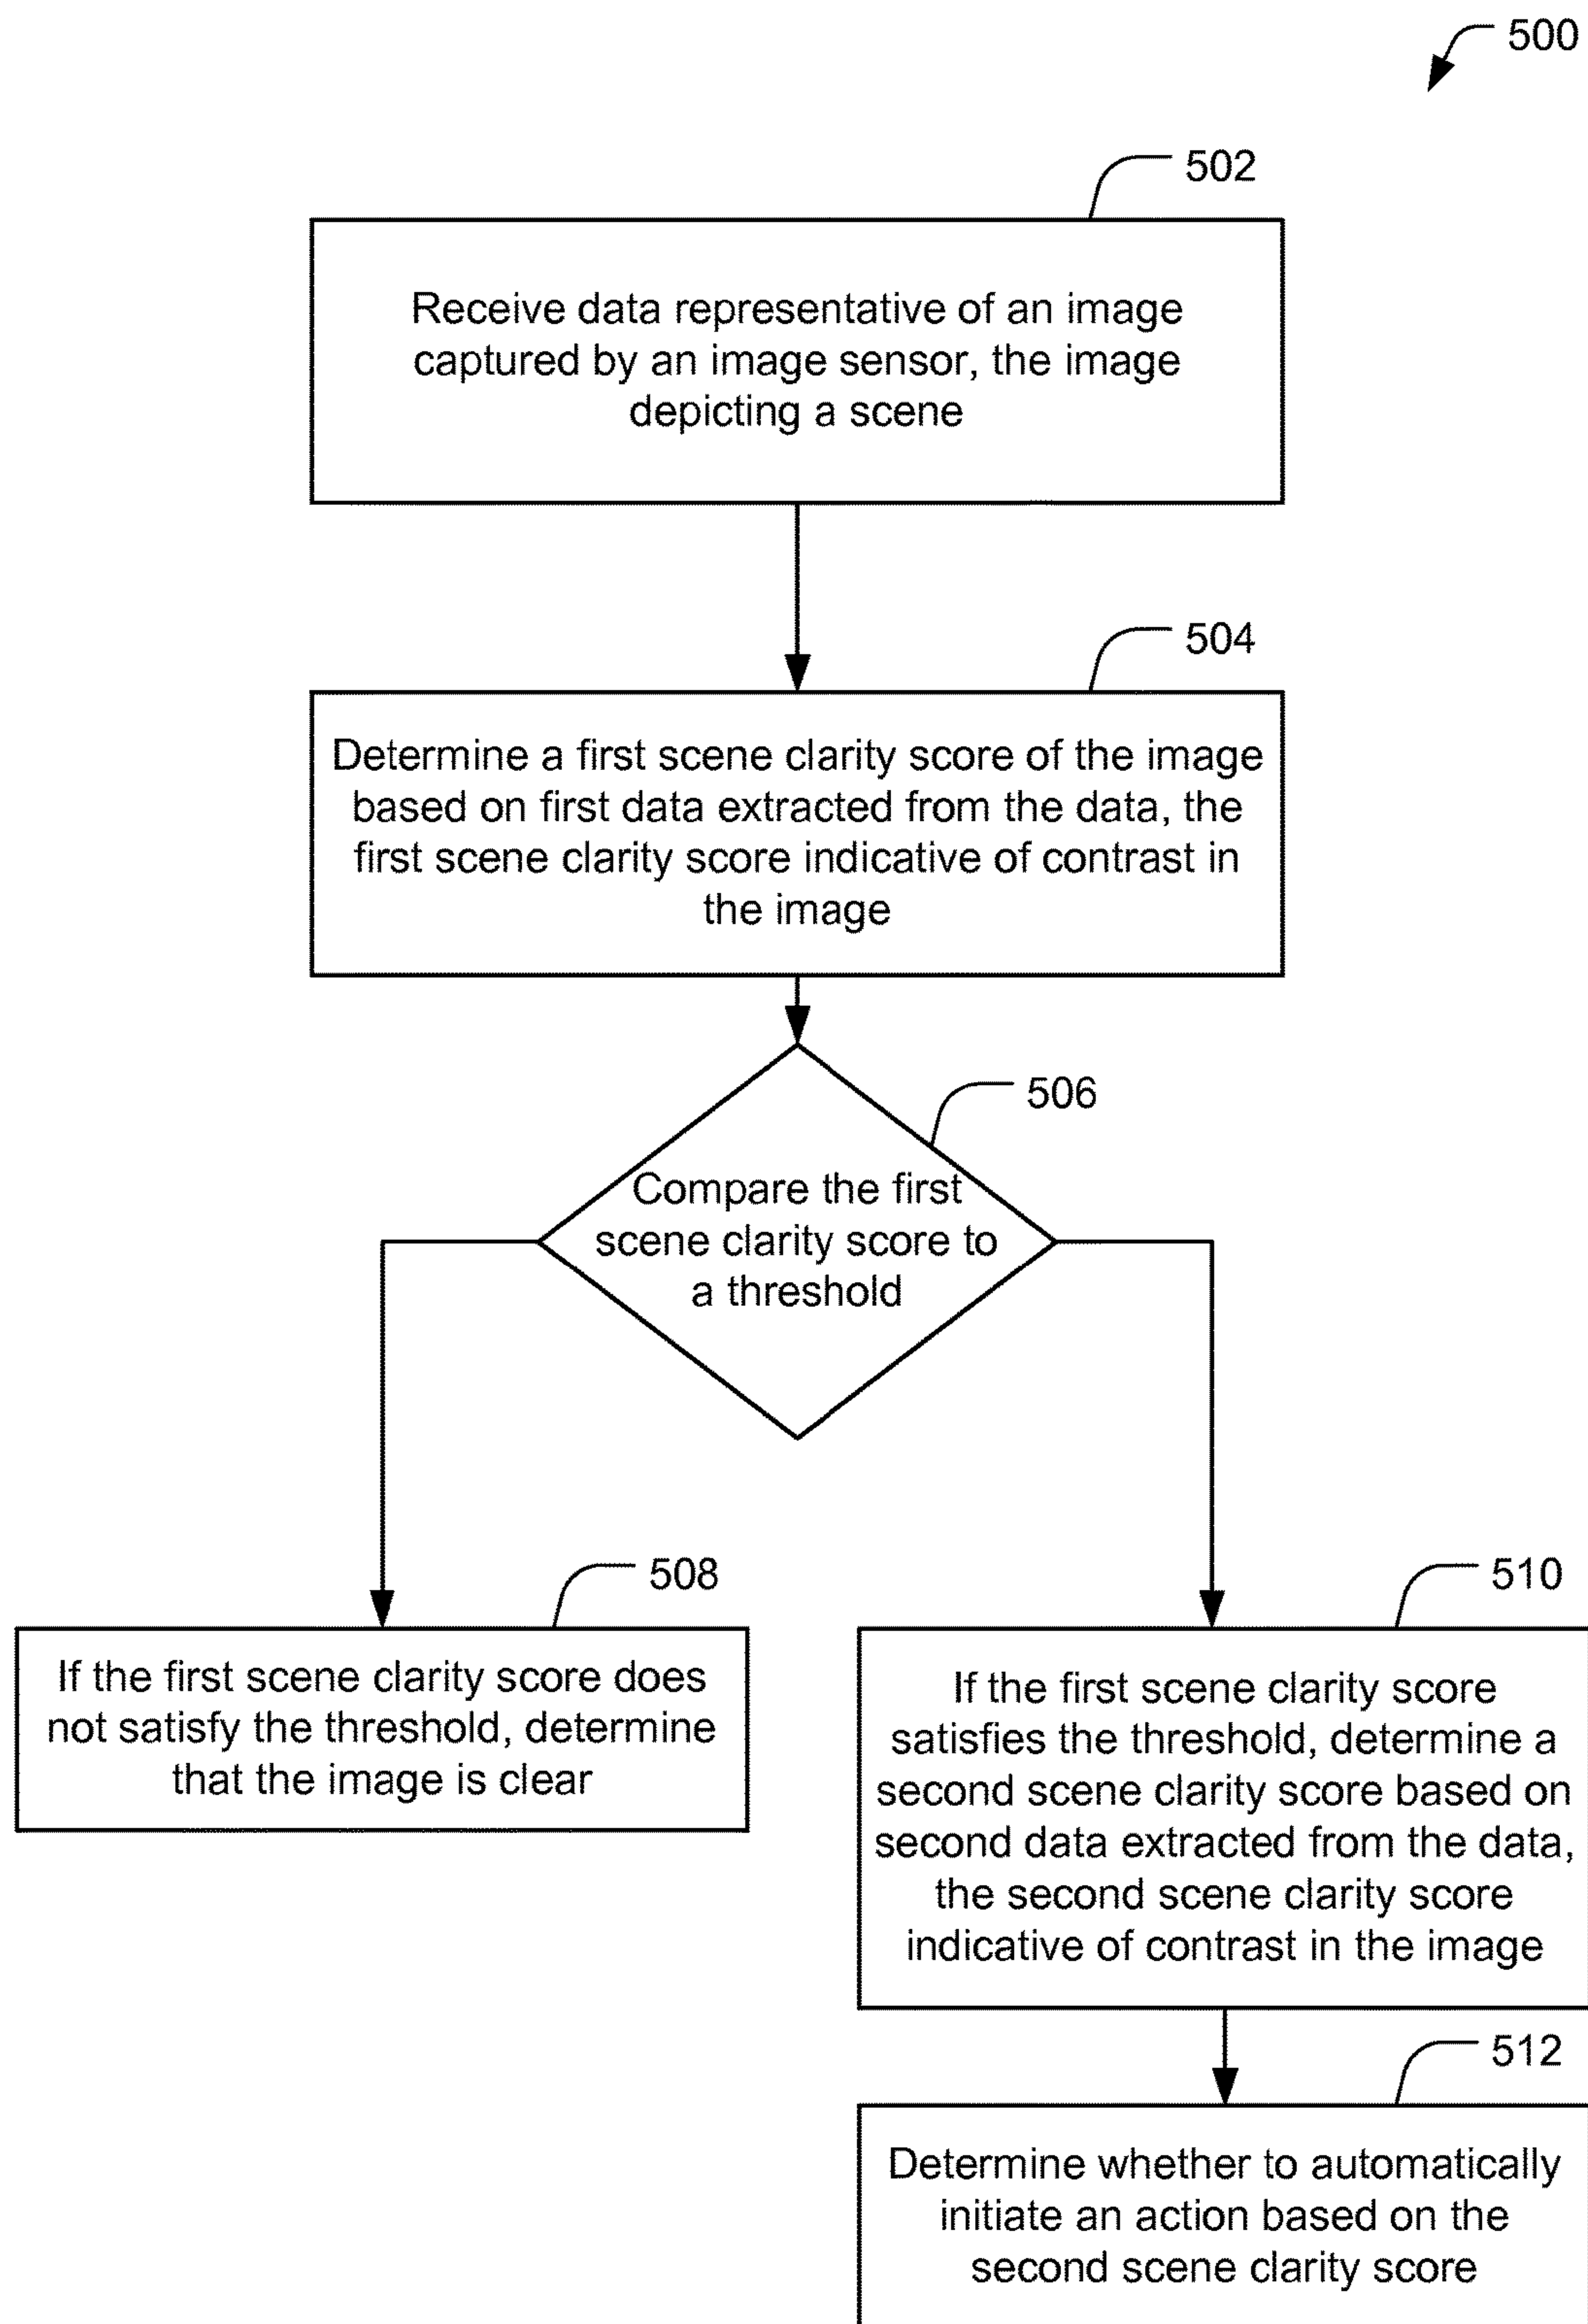 500
502
Receive data representative of an image
captured by an image sensor, the image
depicting a scene
504
Determine a first scene clarity score of the image
based on first data extracted from the data, the
first scene clarity score indicative of contrast in
the image
506
Compare the first
scene clarity score to
a threshold
508
If the first scene clarity score does
not satisfy the threshold, determine
that the image is clear
510
If the first scene clarity score
satisfies the threshold, determine a
second scene clarity score based on
second data extracted from the data,
the second scene clarity score
indicative of contrast in the image
512
Determine whether to automatically
initiate an action based on the
second scene clarity score